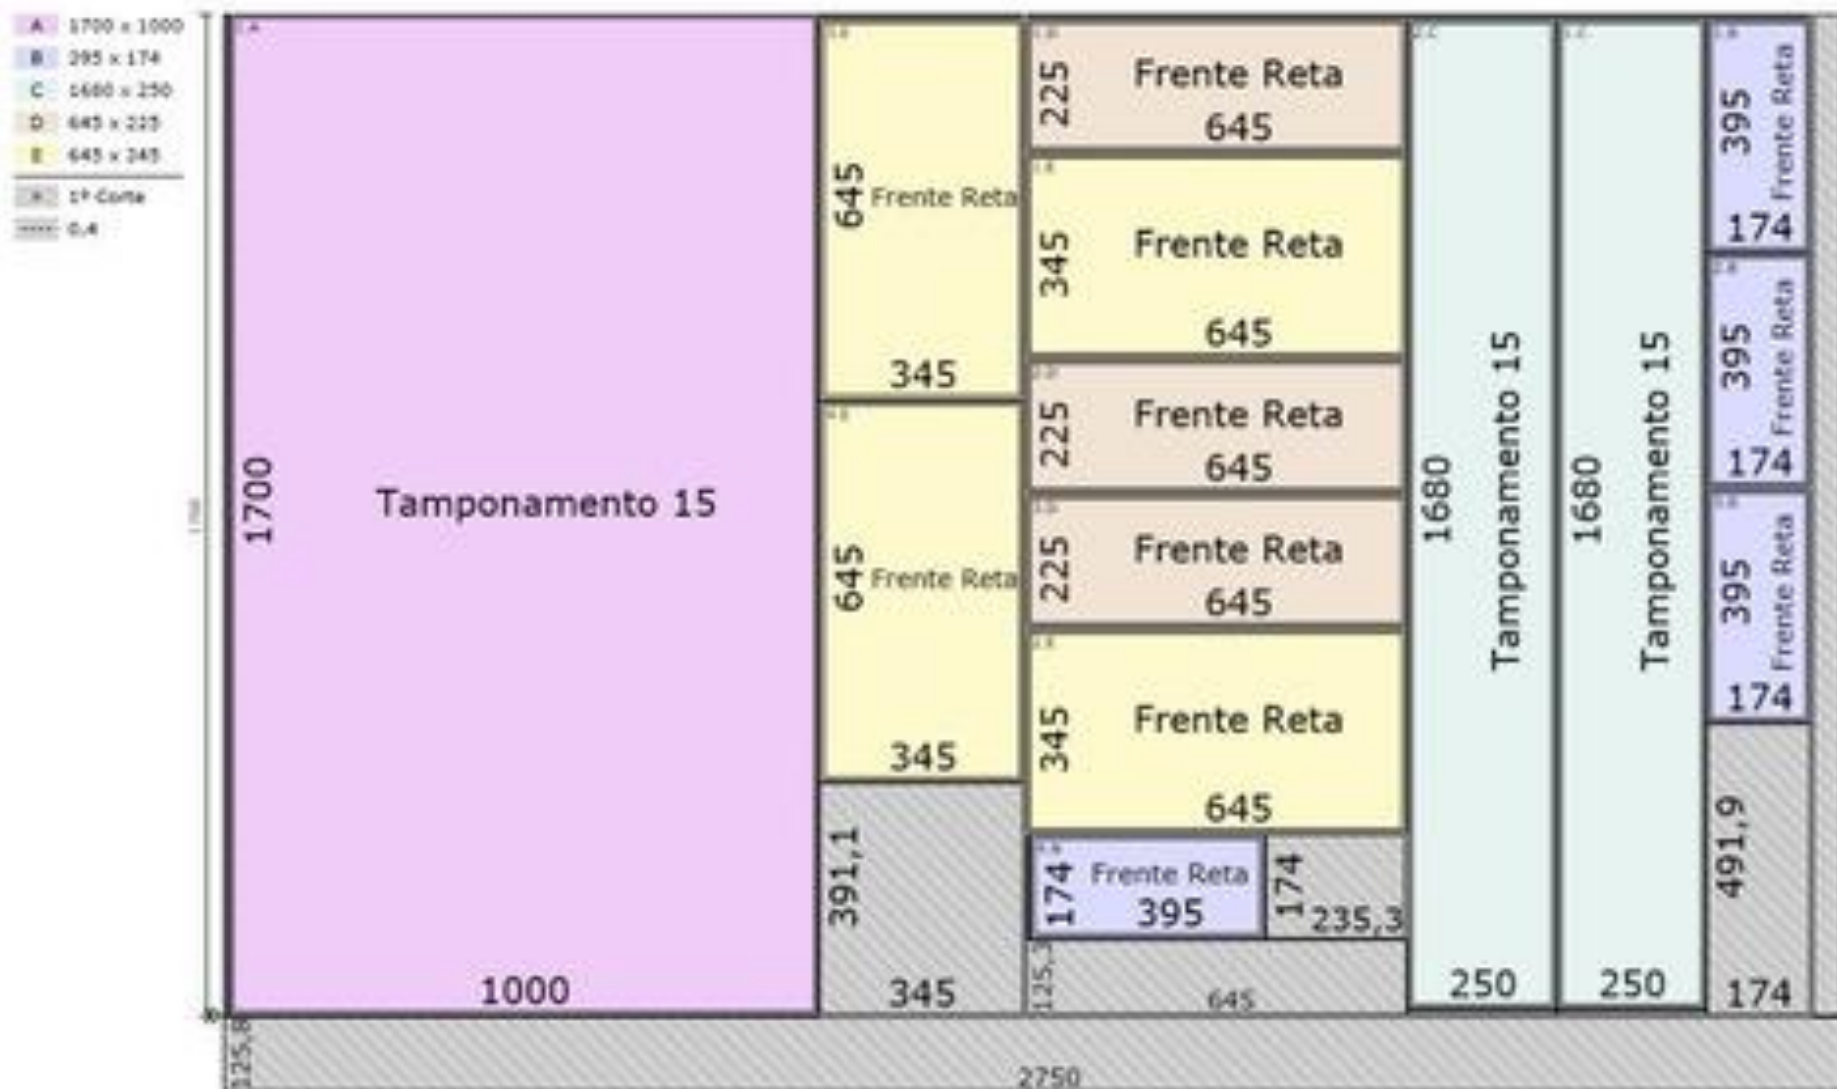 A 1700 x 1000
B 395 x 174
C 1680 x 250
D 645 x 225
E 645 x 345
1º Corte
0,4
1700
Tamponamento 15
1000
645
Frente Reta
345
645
Frente Reta
345
391,1
345
225
Frente Reta
645
345
Frente Reta
645
225
Frente Reta
645
225
Frente Reta
645
345
Frente Reta
645
174
Frente Reta
395
174
235,3
125,3
645
1680
Tamponamento 15
250
1680
Tamponamento 15
250
395
Frente Reta
174
395
Frente Reta
174
395
Frente Reta
174
491,9
174
125,8
2750